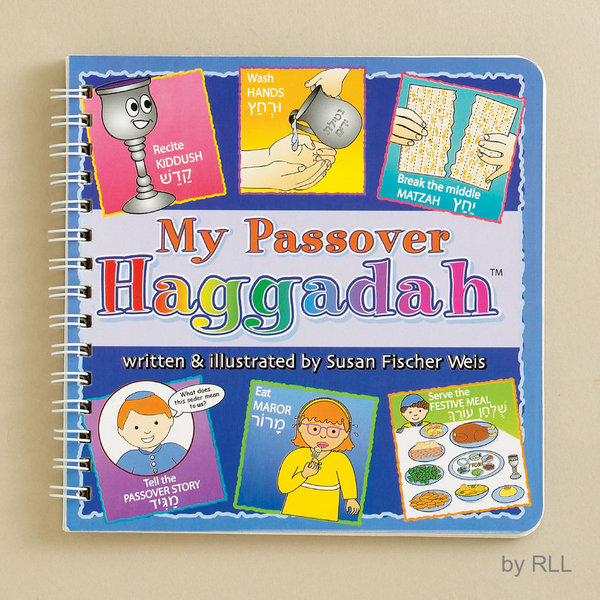 Recite
KIDDUSH
קַדֵּשׁ
Wash
HANDS
וּרְחַץ
נטילת
ידים
Break the middle
MATZAH יַחַץ
My Passover
Haggadah™
written & illustrated by Susan Fischer Weis
What does
this seder mean
to us?
Tell the
PASSOVER STORY
מַגִּיד
Eat
MAROR
מָרוֹר
Serve the
FESTIVE MEAL
שֻׁלְחָן עוֹרֵךְ
by RLL